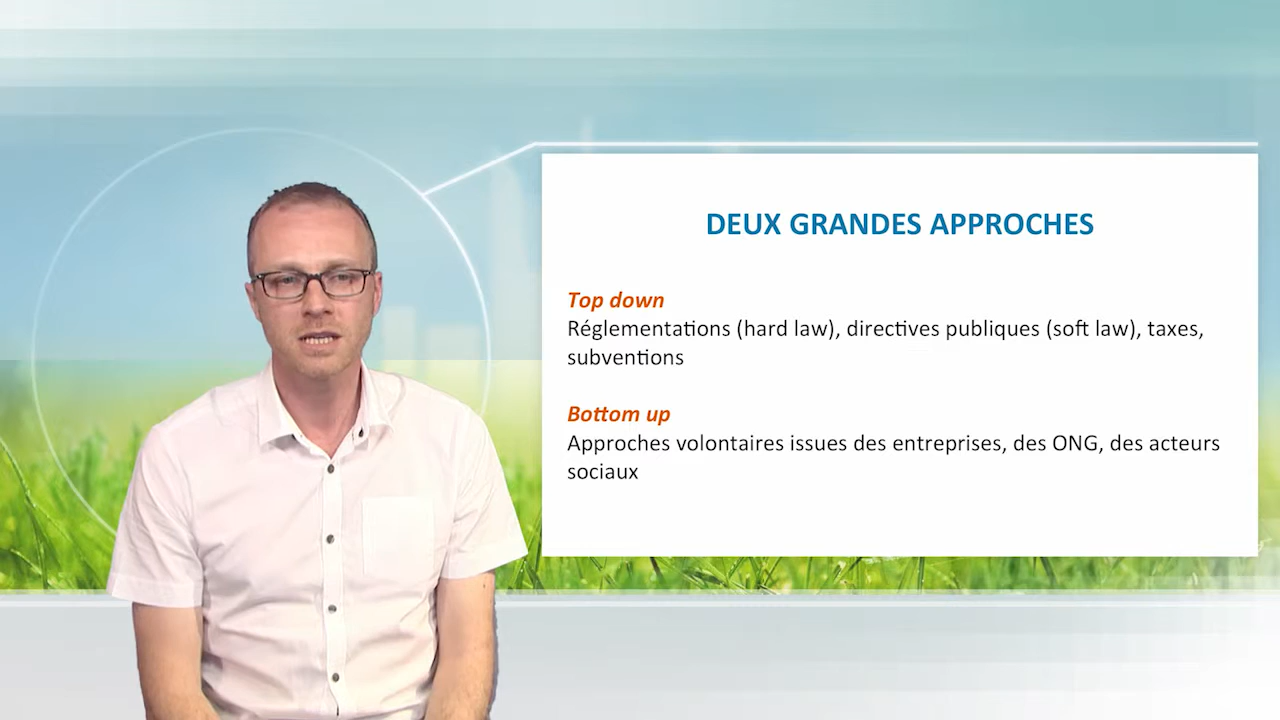 DEUX GRANDES APPROCHES
Top down
Réglementations (hard law), directives publiques (soft law), taxes,
subventions
Bottom up
Approches volontaires issues des entreprises, des ONG, des acteurs
sociaux